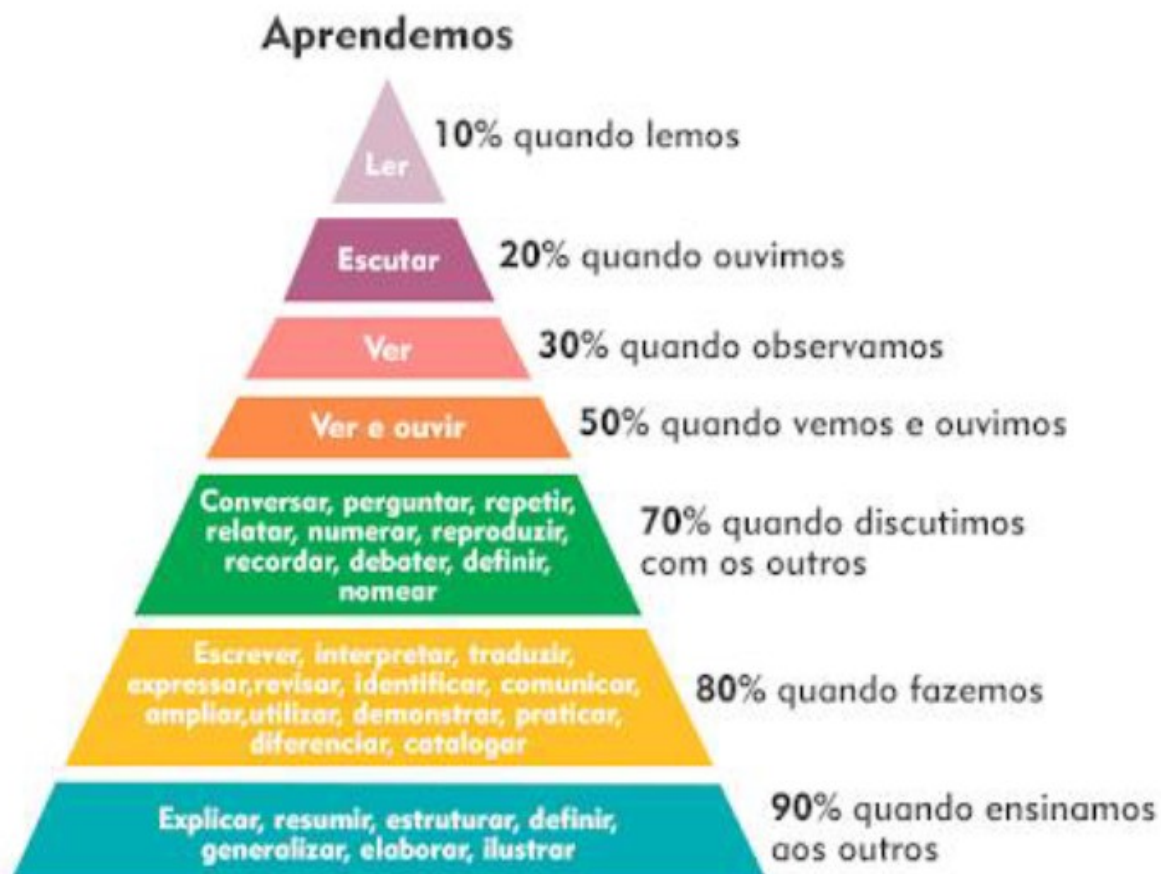 Aprendemos
Ler
10% quando lemos
Escutar
20% quando ouvimos
Ver
30% quando observamos
Ver e ouvir
50% quando vemos e ouvimos
Conversar, perguntar, repetir,
relatar, numerar, reproduzir,
recordar, debater, definir,
nomear
70% quando discutimos
com os outros
Escrever, interpretar, traduzir,
expressar,revisar, identificar, comunicar,
ampliar,utilizar, demonstrar, praticar,
diferenciar, catalogar
80% quando fazemos
Explicar, resumir, estruturar, definir,
generalizar, elaborar, ilustrar
90% quando ensinamos
aos outros